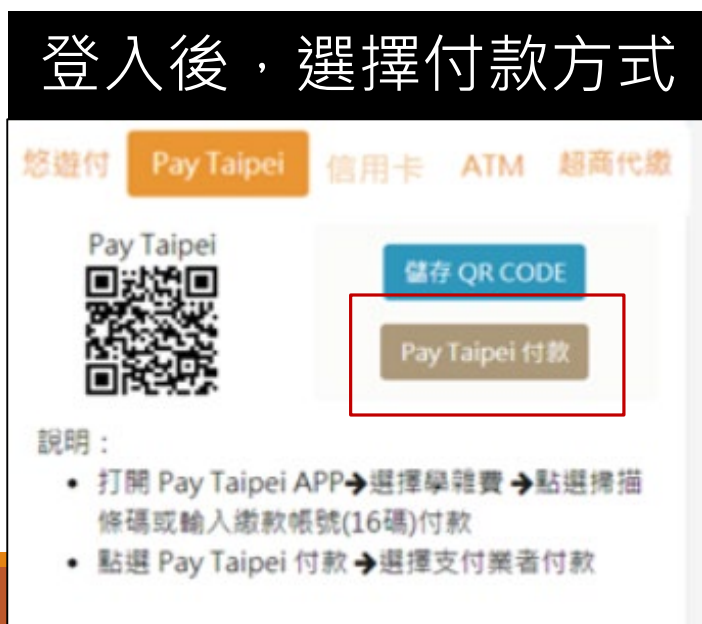 登入後，選擇付款方式
悠遊付 Pay Taipei 信用卡 ATM 超商代繳
Pay Taipei
儲存 QR CODE
Pay Taipei 付款
說明：
• 打開 Pay Taipei APP➔選擇學雜費 ➔點選掃描
條碼或輸入繳款帳號(16碼)付款
• 點選 Pay Taipei 付款 ➔選擇支付業者付款